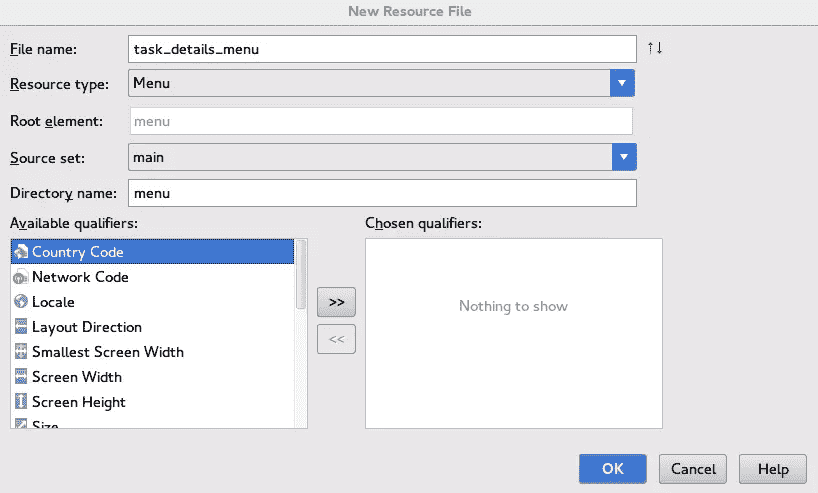 New Resource File
File name: task_details_menu
Resource type: Menu
Root element: menu
Source set: main
Directory name: menu
Available qualifiers: Chosen qualifiers:
Country Code
Network Code
Locale
Layout Direction
Smallest Screen Width
Screen Width
Screen Height
Size
>>
<<
Nothing to show
OK Cancel Help